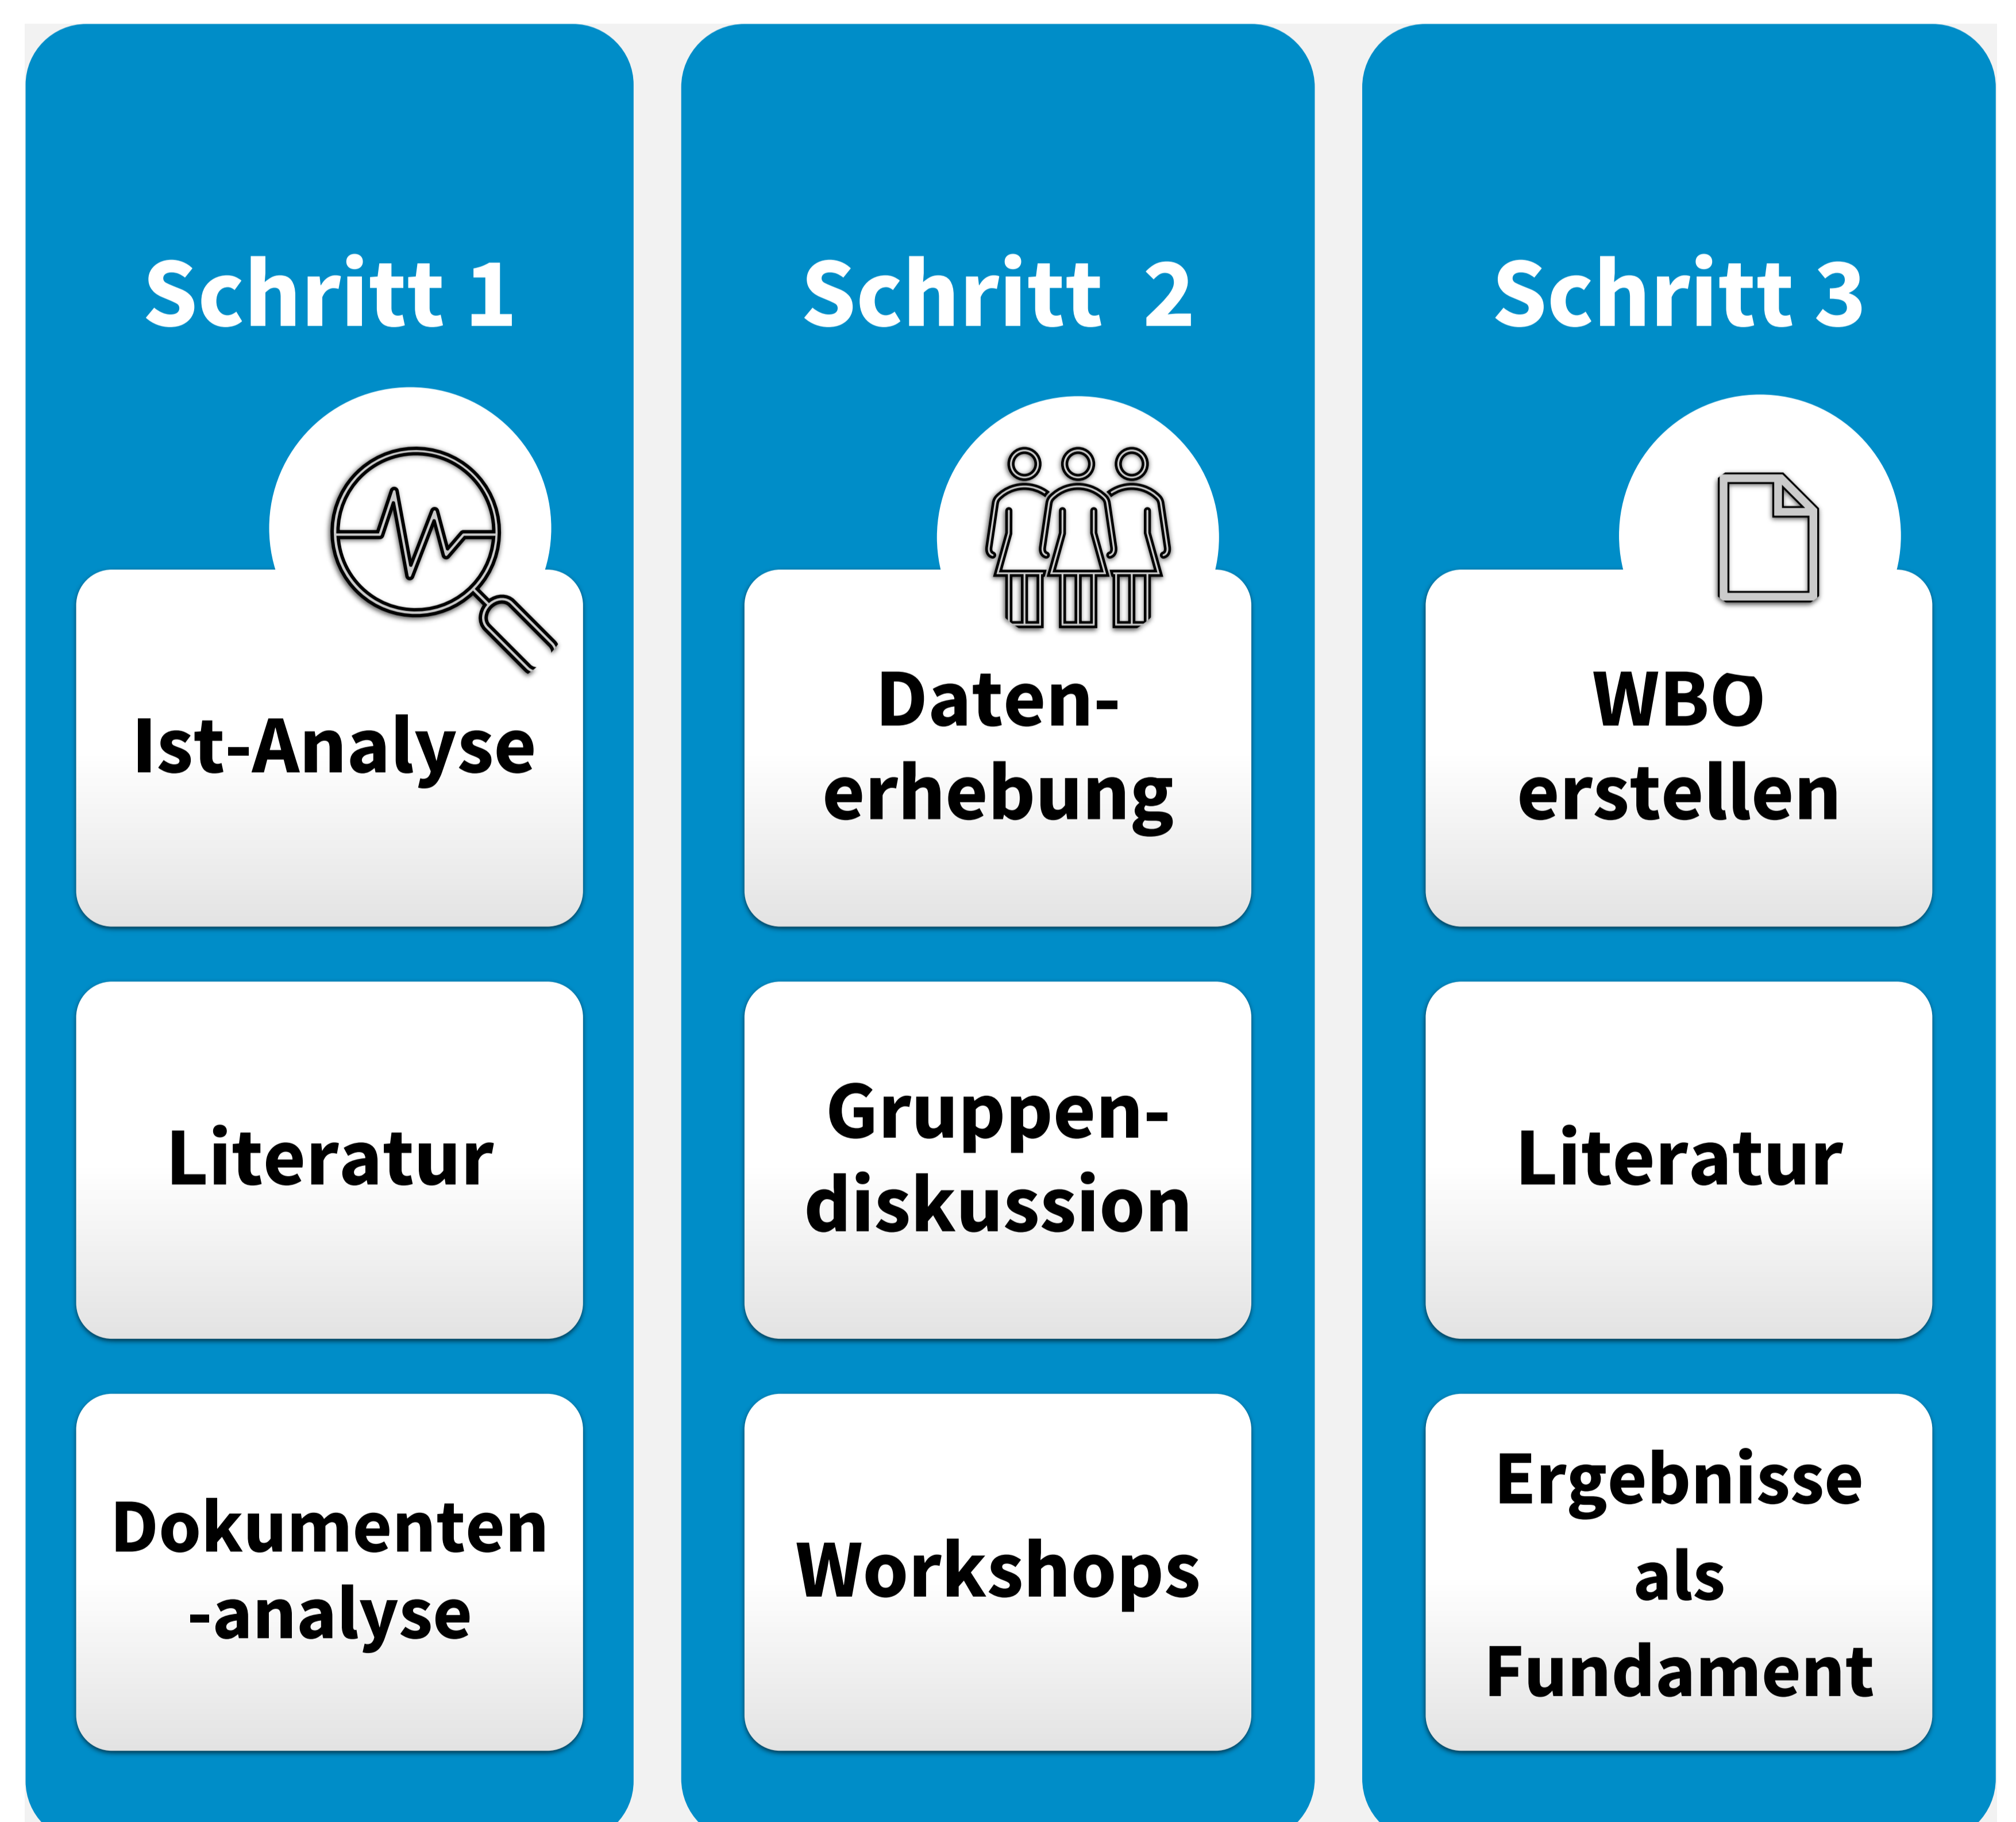 Schritt 1
Ist-Analyse
Literatur
Dokumenten
-analyse
Schritt 2
Daten-
erhebung
Gruppen-
diskussion
Workshops
Schritt 3
WBO
erstellen
Literatur
Ergebnisse
als
Fundament